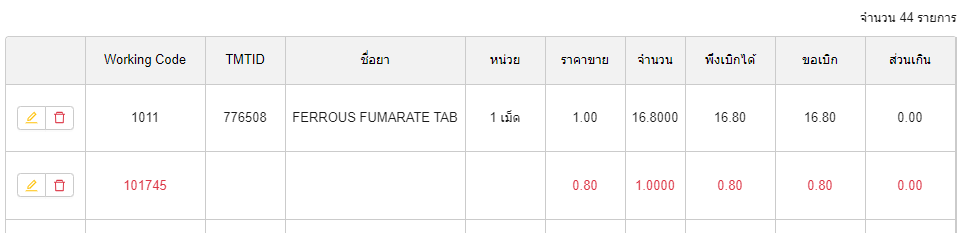 จำนวน 44 รายการ
Working Code TMTID ชื่อยา หน่วย ราคาขาย จำนวน พึงเบิกได้ ขอเบิก ส่วนเกิน
1011 776508 FERROUS FUMARATE TAB 1 เม็ด 1.00 16.8000 16.80 16.80 0.00
101745 0.80 1.0000 0.80 0.80 0.00